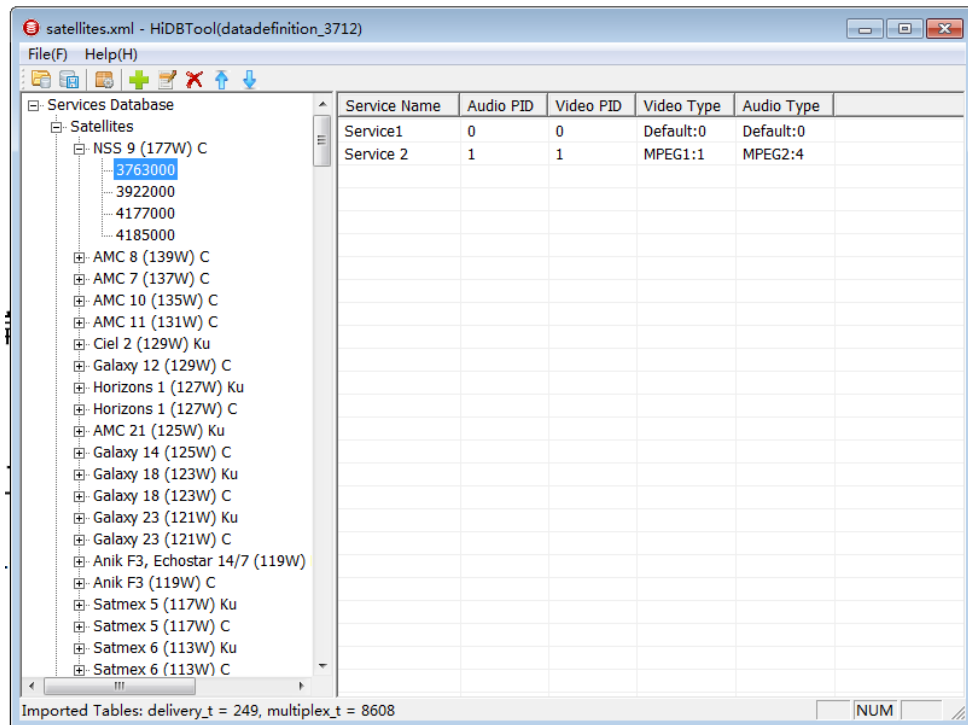 satellites.xml - HiDBTool(datadefinition_3712)
File(F) Help(H)
Services Database
Satellites
NSS 9 (177W) C
3763000
3922000
4177000
4185000
AMC 8 (139W) C
AMC 7 (137W) C
AMC 10 (135W) C
AMC 11 (131W) C
Ciel 2 (129W) Ku
Galaxy 12 (129W) C
Horizons 1 (127W) Ku
Horizons 1 (127W) C
AMC 21 (125W) Ku
Galaxy 14 (125W) C
Galaxy 18 (123W) Ku
Galaxy 18 (123W) C
Galaxy 23 (121W) Ku
Galaxy 23 (121W) C
Anik F3, Echostar 14/7 (119W)
Anik F3 (119W) C
Satmex 5 (117W) Ku
Satmex 5 (117W) C
Satmex 6 (113W) Ku
Satmex 6 (113W) C
Service Name Audio PID Video PID Video Type Audio Type
Service1 0 0 Default:0 Default:0
Service 2 1 1 MPEG1:1 MPEG2:4
Imported Tables: delivery_t = 249, multiplex_t = 8608
NUM